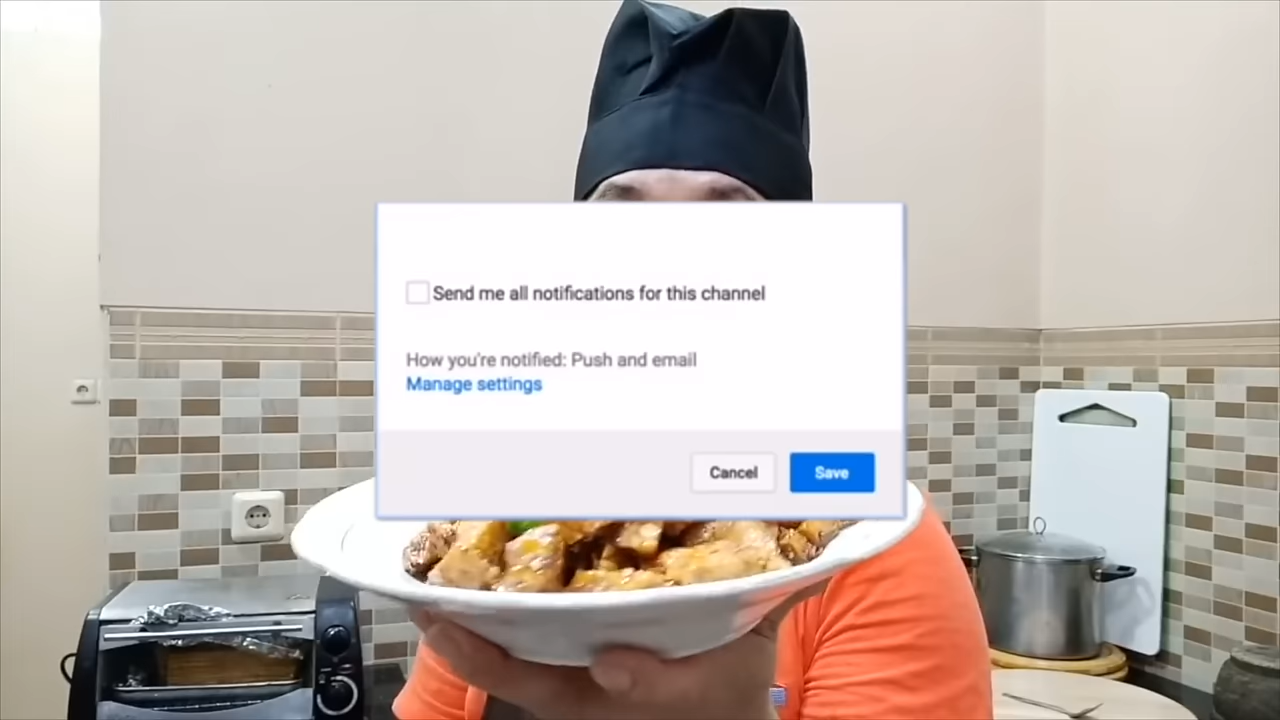 Send me all notifications for this channel
How you're notified: Push and email
Manage settings
Cancel
Save